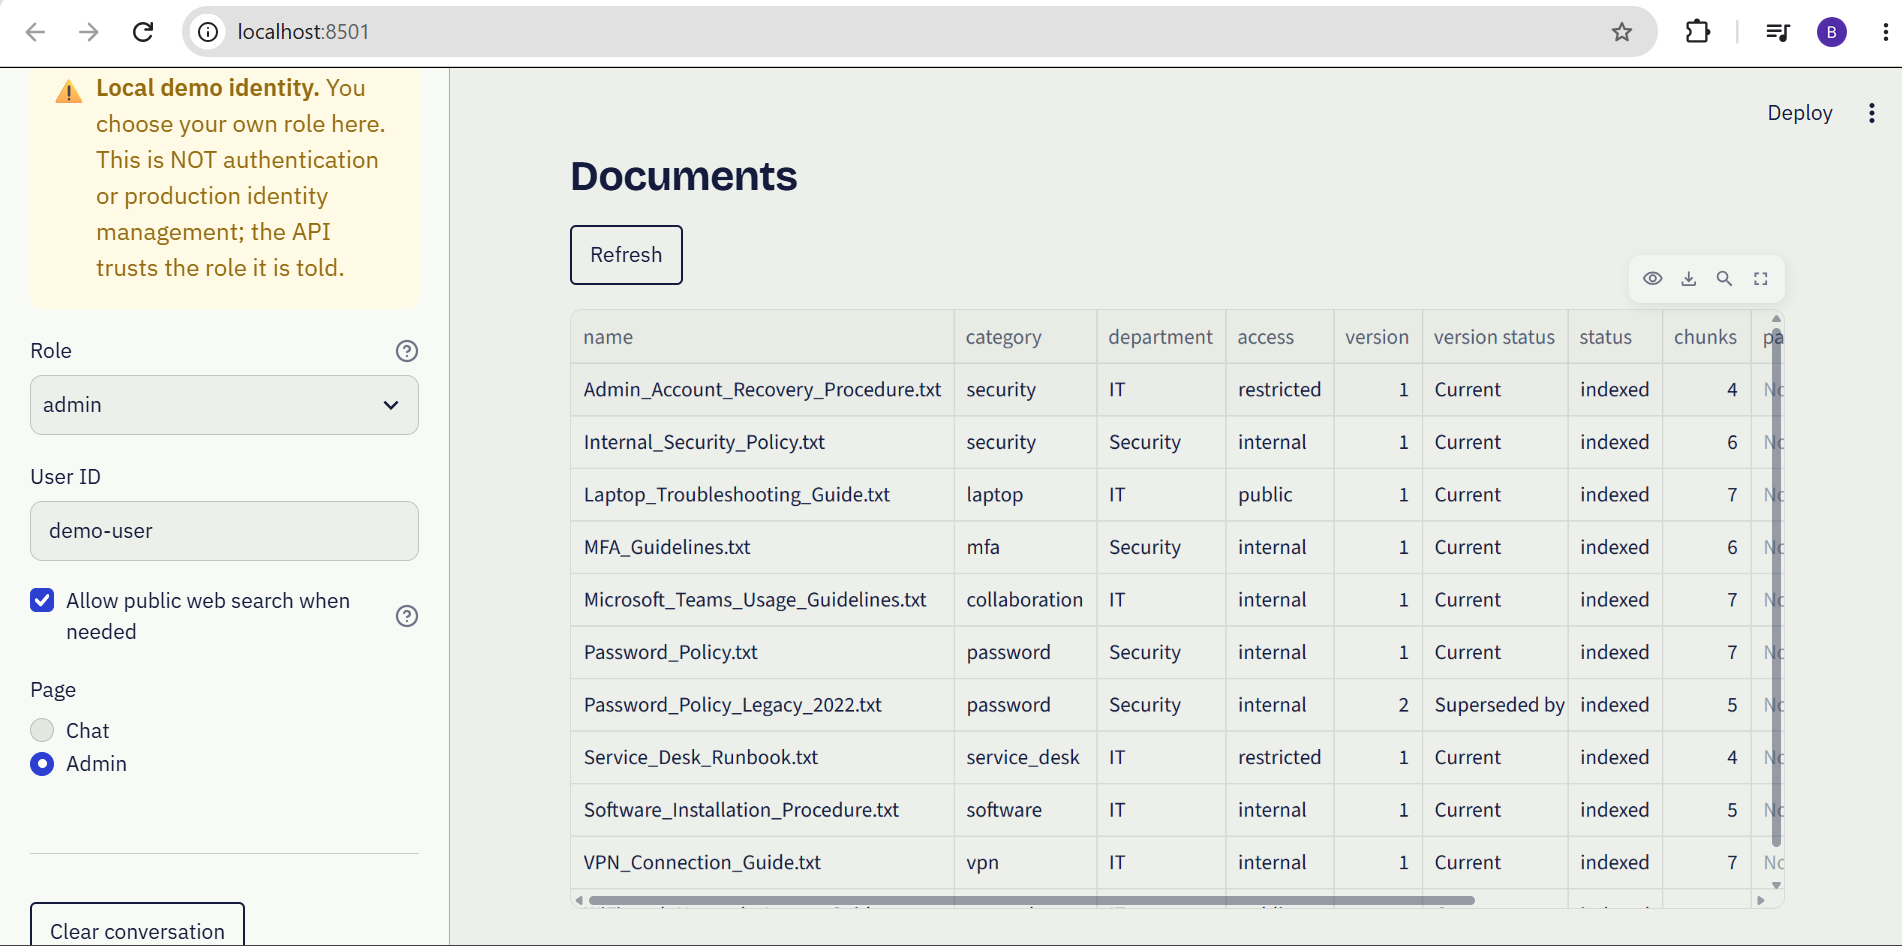 localhost:8501
B
Local demo identity. You
choose your own role here.
This is NOT authentication
or production identity
management; the API
trusts the role it is told.
Role
admin
User ID
demo-user
Allow public web search when
needed
Page
Chat
Admin
Clear conversation
Deploy
Documents
Refresh
name category department access version version status status chunks
Admin_Account_Recovery_Procedure.txt security IT restricted 1 Current indexed 4
Internal_Security_Policy.txt security Security internal 1 Current indexed 6
Laptop_Troubleshooting_Guide.txt laptop IT public 1 Current indexed 7
MFA_Guidelines.txt mfa Security internal 1 Current indexed 6
Microsoft_Teams_Usage_Guidelines.txt collaboration IT internal 1 Current indexed 7
Password_Policy.txt password Security internal 1 Current indexed 7
Password_Policy_Legacy_2022.txt password Security internal 2 Superseded by indexed 5
Service_Desk_Runbook.txt service_desk IT restricted 1 Current indexed 4
Software_Installation_Procedure.txt software IT internal 1 Current indexed 5
VPN_Connection_Guide.txt vpn IT internal 1 Current indexed 7